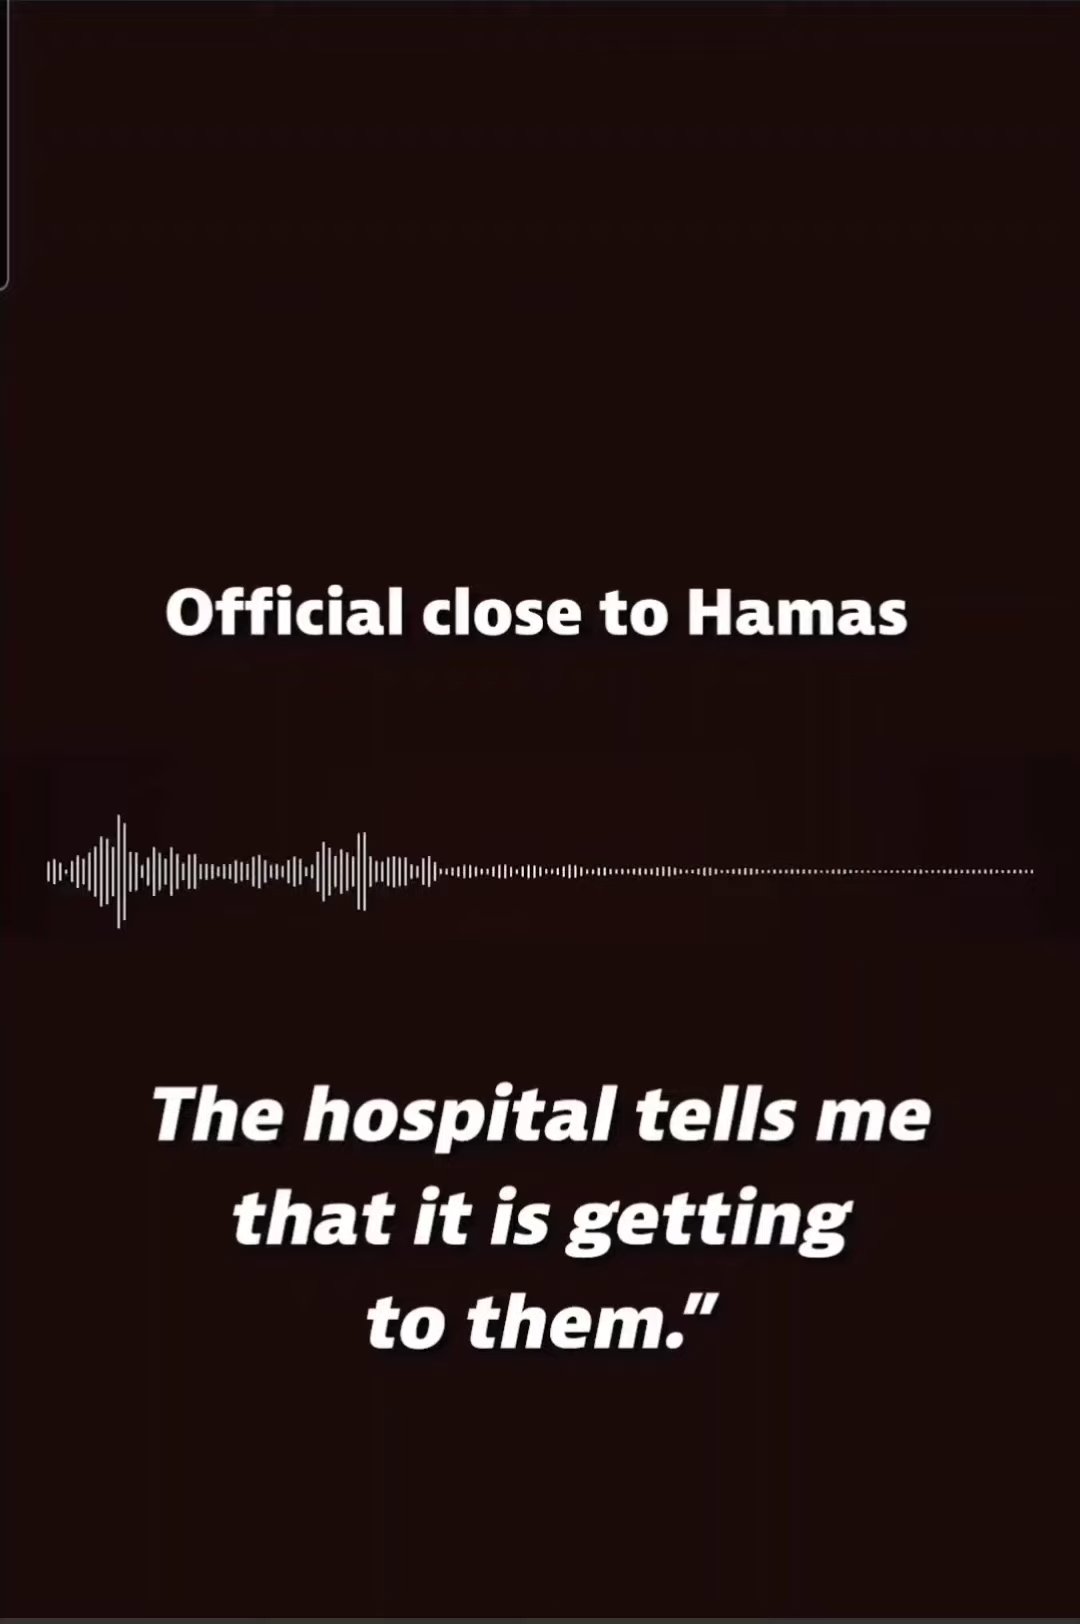 Official close to Hamas
The hospital tells me
that it is getting
to them.”